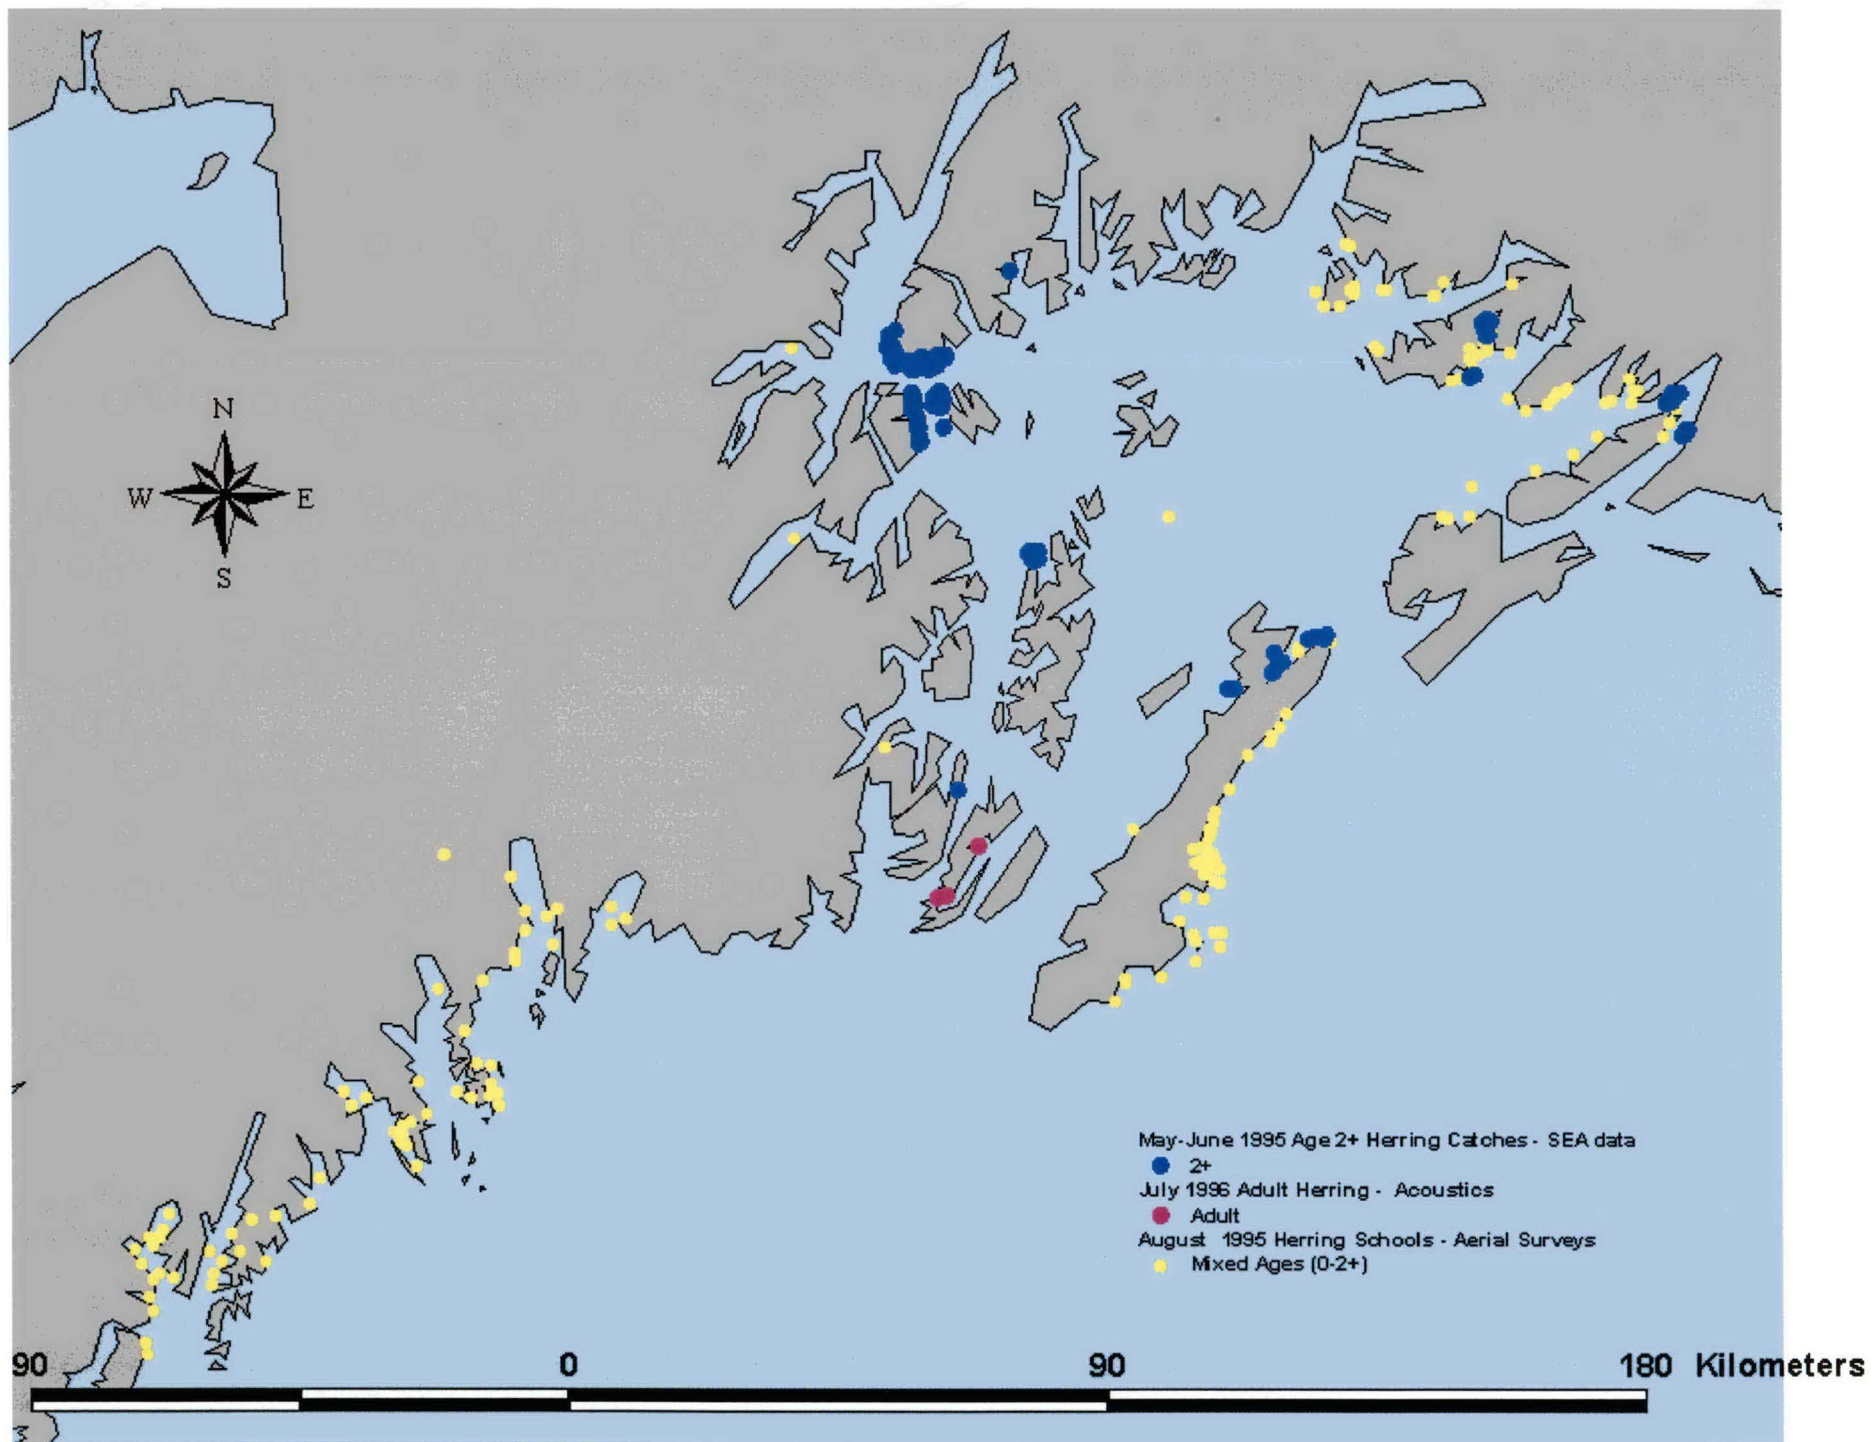 N
W E
S
May-June 1995 Age 2+ Herring Catches - SEA data
2+
July 1996 Adult Herring - Acoustics
Adult
August 1995 Herring Schools - Aerial Surveys
Mixed Ages (0-2+)
90 0 90 180 Kilometers